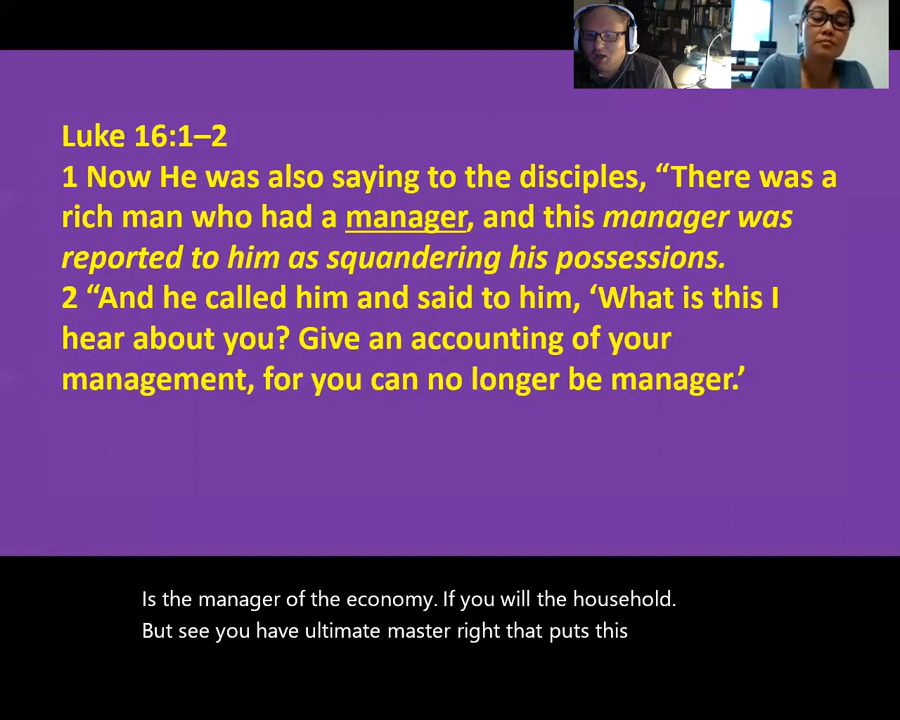 Luke 16:1–2
1 Now He was also saying to the disciples, “There was a
rich man who had a manager, and this manager was
reported to him as squandering his possessions.
2 “And he called him and said to him, ‘What is this I
hear about you? Give an accounting of your
management, for you can no longer be manager.’
Is the manager of the economy. If you will the household.
But see you have ultimate master right that puts this